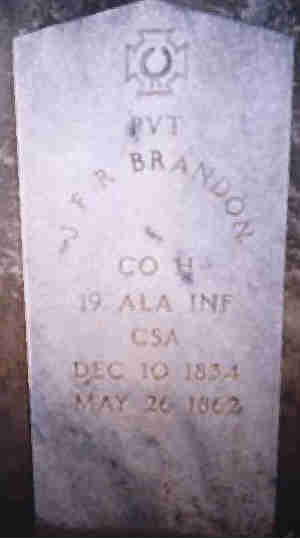 PVT
J F R BRANDON
CO H
19 ALA INF
CSA
DEC 10 1834
MAY 26 1862